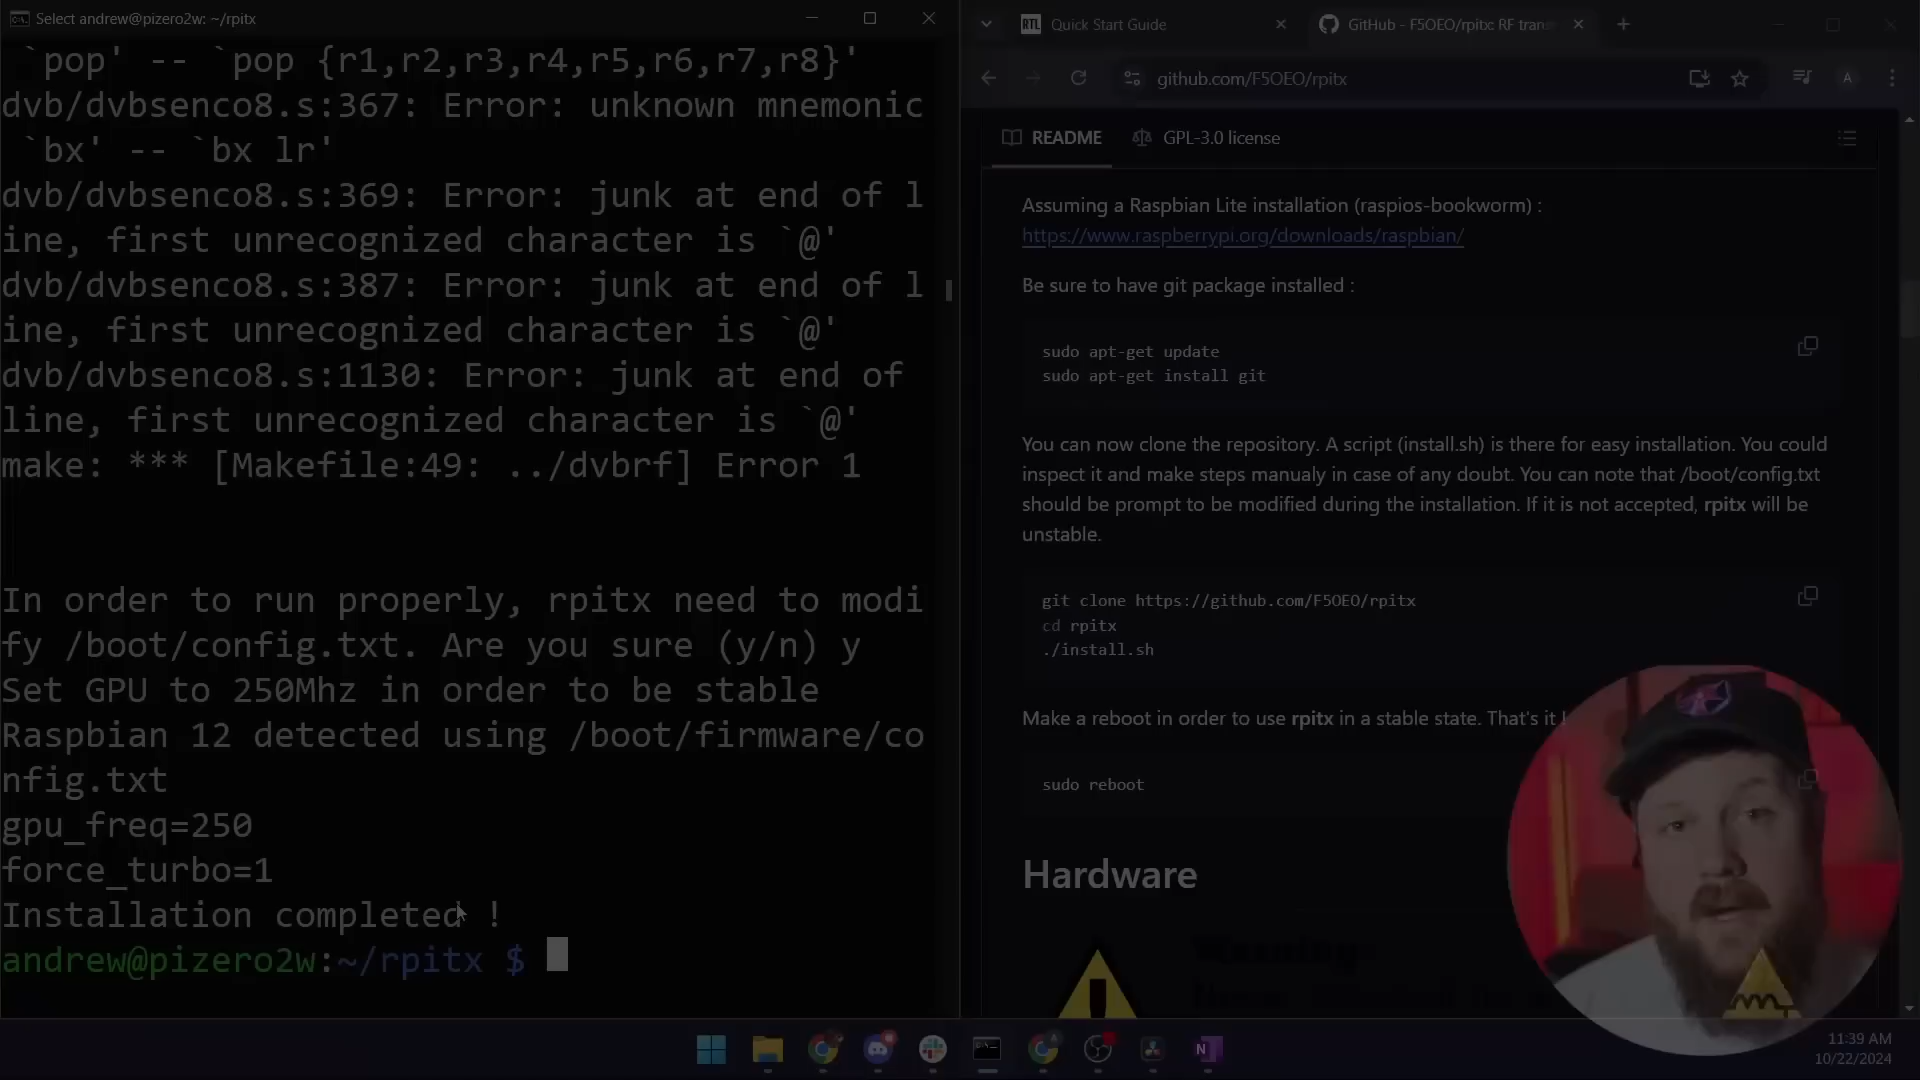 Select andrew@pizero2w: ~/rpitx
`pop' -- `pop {r1,r2,r3,r4,r5,r6,r7,r8}'
dvb/dvbsenco8.s:367: Error: unknown mnemonic
`bx' -- `bx lr'
dvb/dvbsenco8.s:369: Error: junk at end of l
ine, first unrecognized character is `@'
dvb/dvbsenco8.s:387: Error: junk at end of l
ine, first unrecognized character is `@'
dvb/dvbsenco8.s:1130: Error: junk at end of
line, first unrecognized character is `@'
make: *** [Makefile:49: ../dvbrf] Error 1
In order to run properly, rpitx need to modi
fy /boot/config.txt. Are you sure (y/n) y
Set GPU to 250Mhz in order to be stable
Raspbian 12 detected using /boot/firmware/co
nfig.txt
gpu_freq=250
force_turbo=1
Installation completed !
andrew@pizero2w:~/rpitx $
RTL Quick Start Guide
GitHub - F5OEO/rpitx: RF trans
github.com/F5OEO/rpitx
A
README
GPL-3.0 license
Assuming a Raspbian Lite installation (raspios-bookworm) :
https://www.raspberrypi.org/downloads/raspbian/
Be sure to have git package installed :
sudo apt-get update
sudo apt-get install git
You can now clone the repository. A script (install.sh) is there for easy installation. You could
inspect it and make steps manualy in case of any doubt. You can note that /boot/config.txt
should be prompt to be modified during the installation. If it is not accepted, rpitx will be
unstable.
git clone https://github.com/F5OEO/rpitx
cd rpitx
./install.sh
Make a reboot in order to use rpitx in a stable state. That's it !
sudo reboot
Hardware
Warning
N
11:39 AM
10/22/2024